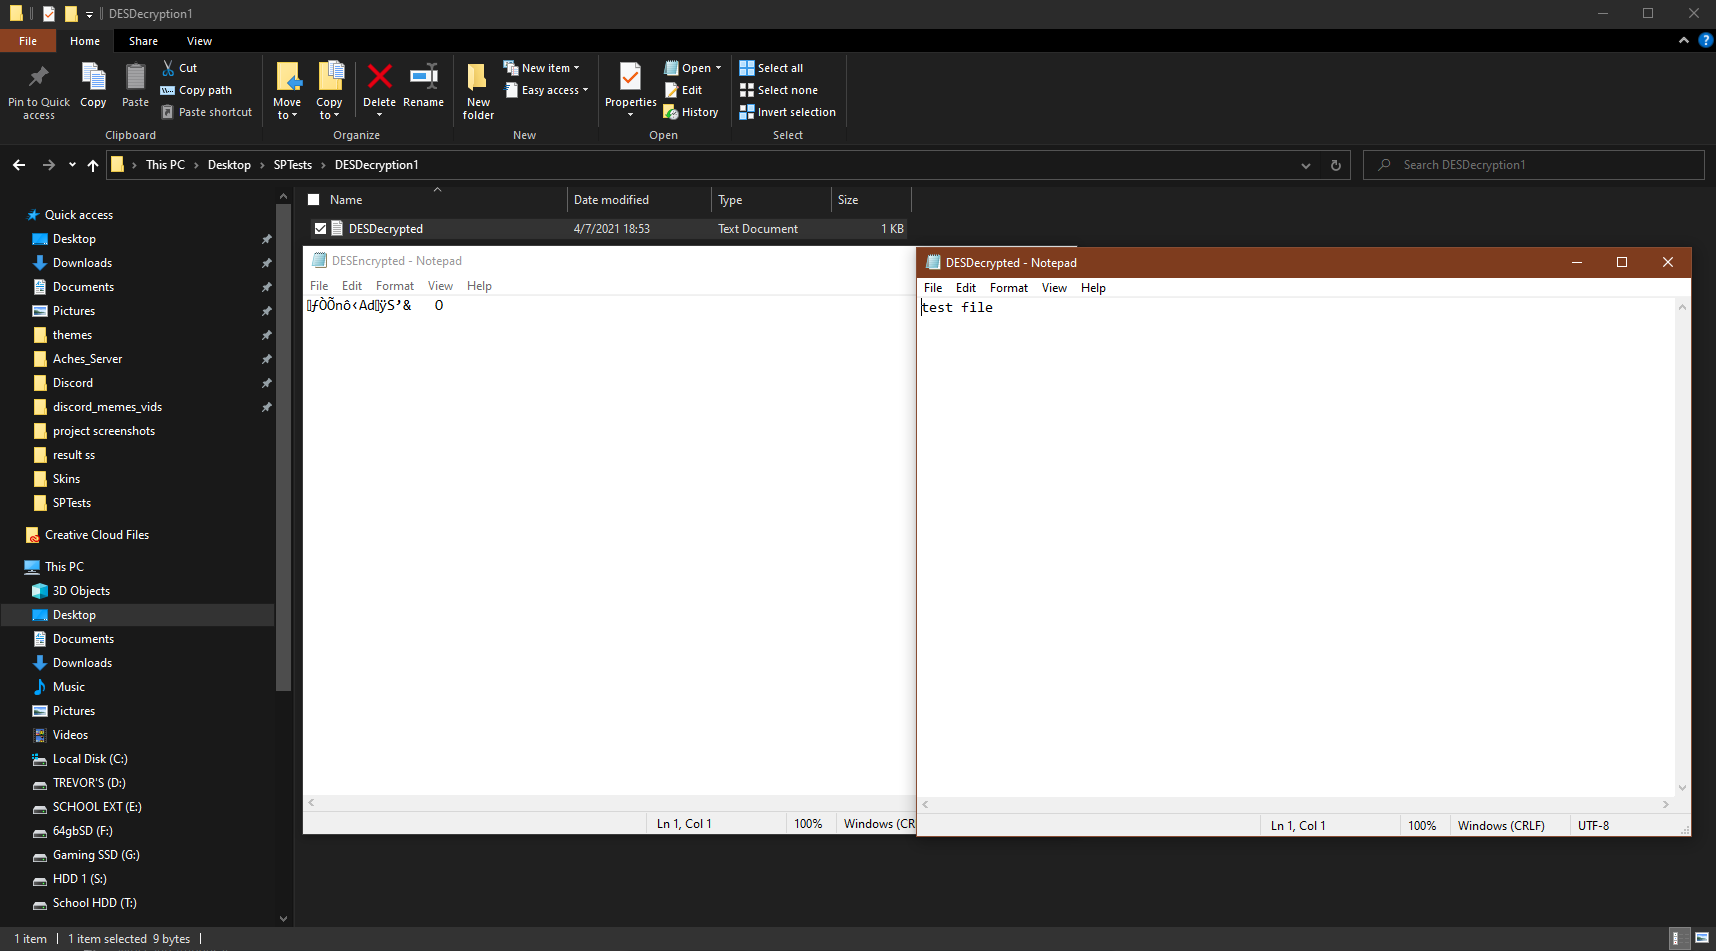 DESDecryption1
File Home Share View
Pin to Quick access
Copy
Paste
Cut
Copy path
Paste shortcut
Clipboard
Move to
Copy to
Delete
Rename
Organize
New folder
New item
Easy access
New
Properties
Open
Edit
History
Open
Select all
Select none
Invert selection
Select
This PC › Desktop › SPTests › DESDecryption1
Search DESDecryption1
Name Date modified Type Size
DESDecrypted 4/7/2021 18:53 Text Document 1 KB
Quick access
Desktop
Downloads
Documents
Pictures
themes
Aches_Server
Discord
discord_memes_vids
project screenshots
result ss
Skins
SPTests
Creative Cloud Files
This PC
3D Objects
Desktop
Documents
Downloads
Music
Pictures
Videos
Local Disk (C:)
TREVOR'S (D:)
SCHOOL EXT (E:)
64gbSD (F:)
Gaming SSD (G:)
HDD 1 (S:)
School HDD (T:)
DESEncrypted - Notepad
File Edit Format View Help
ƒÒÕnô‹Ad ÿS’& O
Ln 1, Col 1 100% Windows (CR
DESDecrypted - Notepad
File Edit Format View Help
test file
Ln 1, Col 1 100% Windows (CRLF) UTF-8
1 item 1 item selected 9 bytes